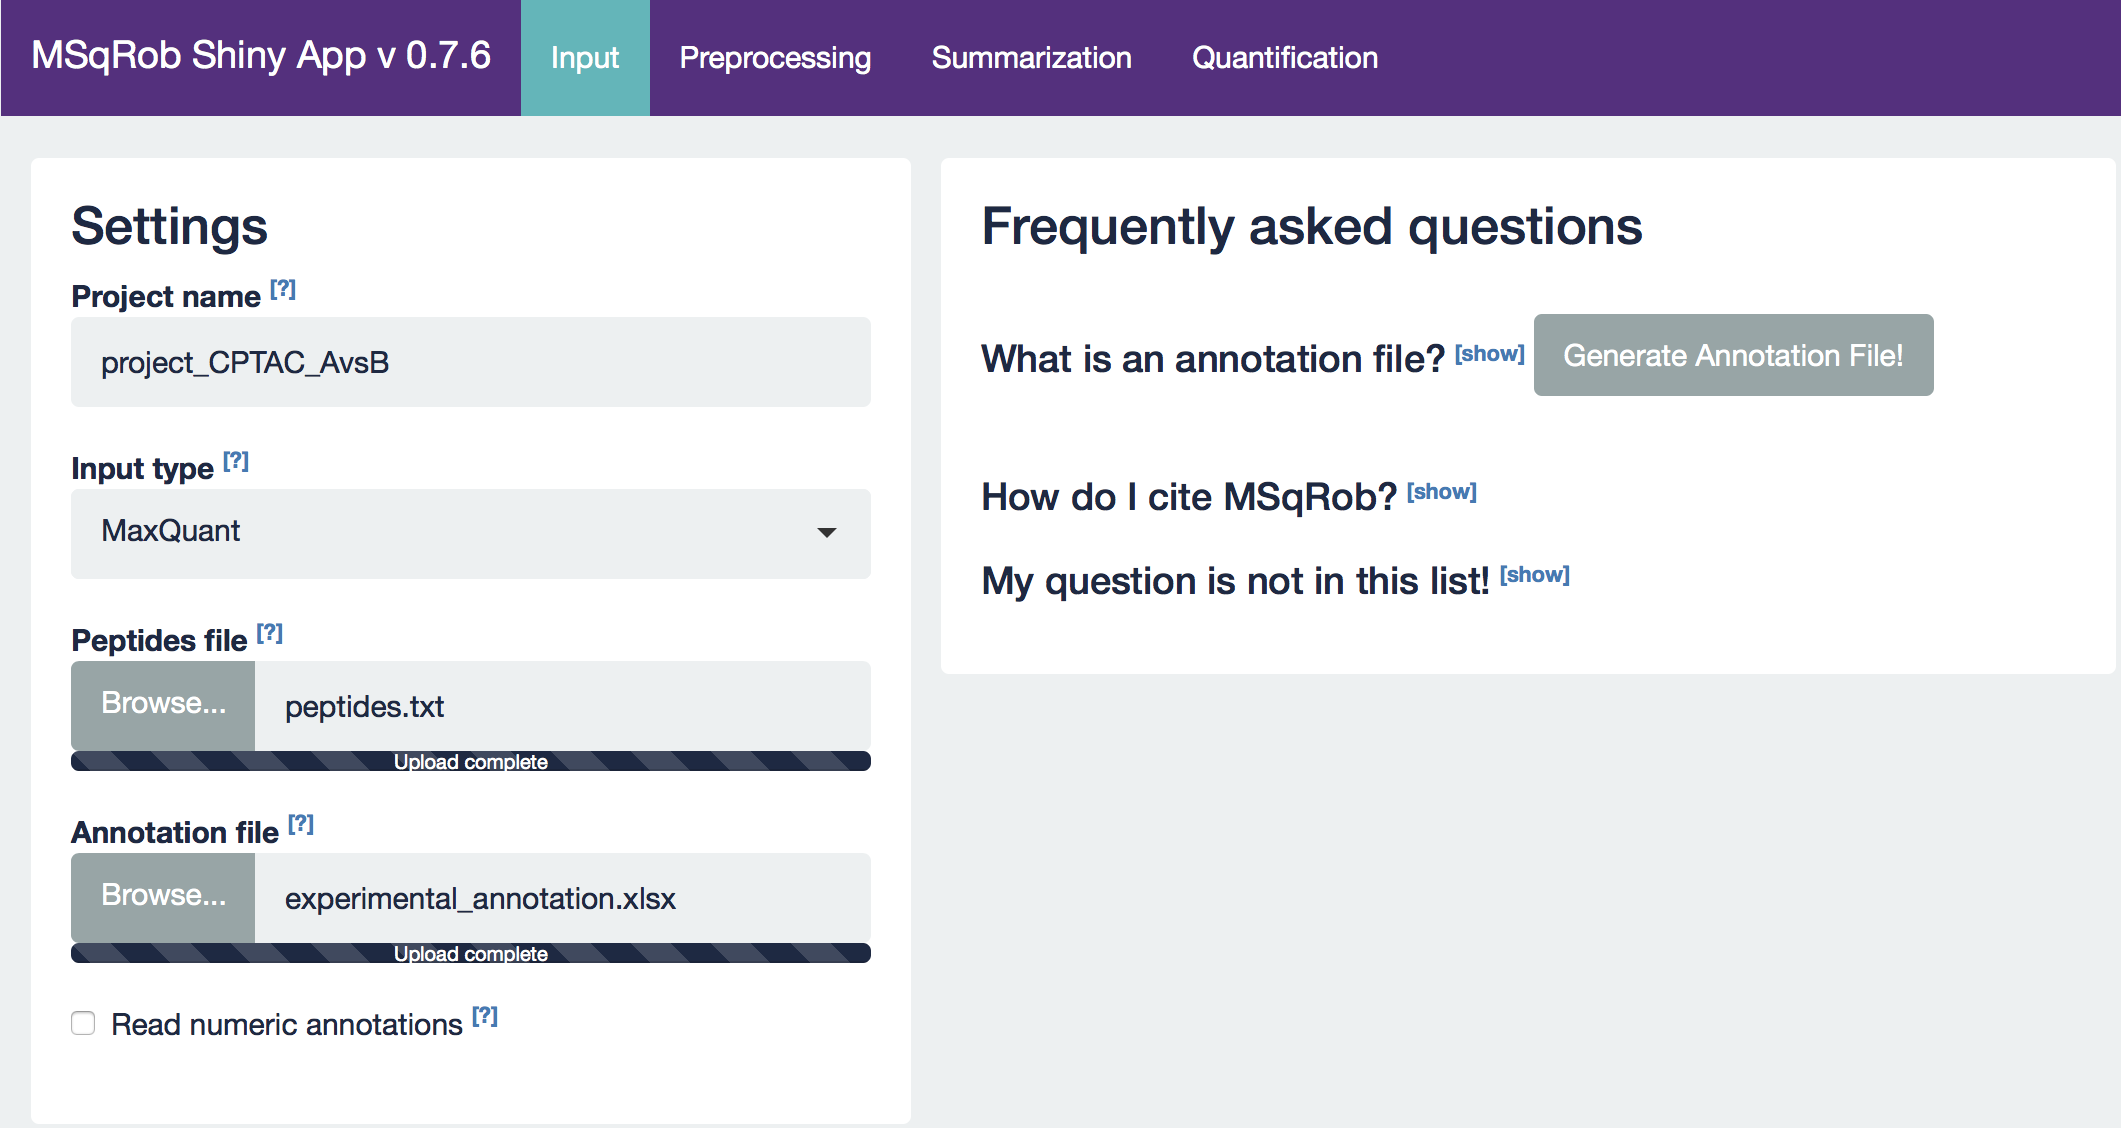 MSqRob Shiny App v 0.7.6 Input Preprocessing Summarization Quantification
Settings
Project name [?]
project_CPTAC_AvsB
Input type [?]
MaxQuant
Peptides file [?]
Browse... peptides.txt
Upload complete
Annotation file [?]
Browse... experimental_annotation.xlsx
Upload complete
Read numeric annotations [?]
Frequently asked questions
What is an annotation file? [show] Generate Annotation File!
How do I cite MSqRob? [show]
My question is not in this list! [show]